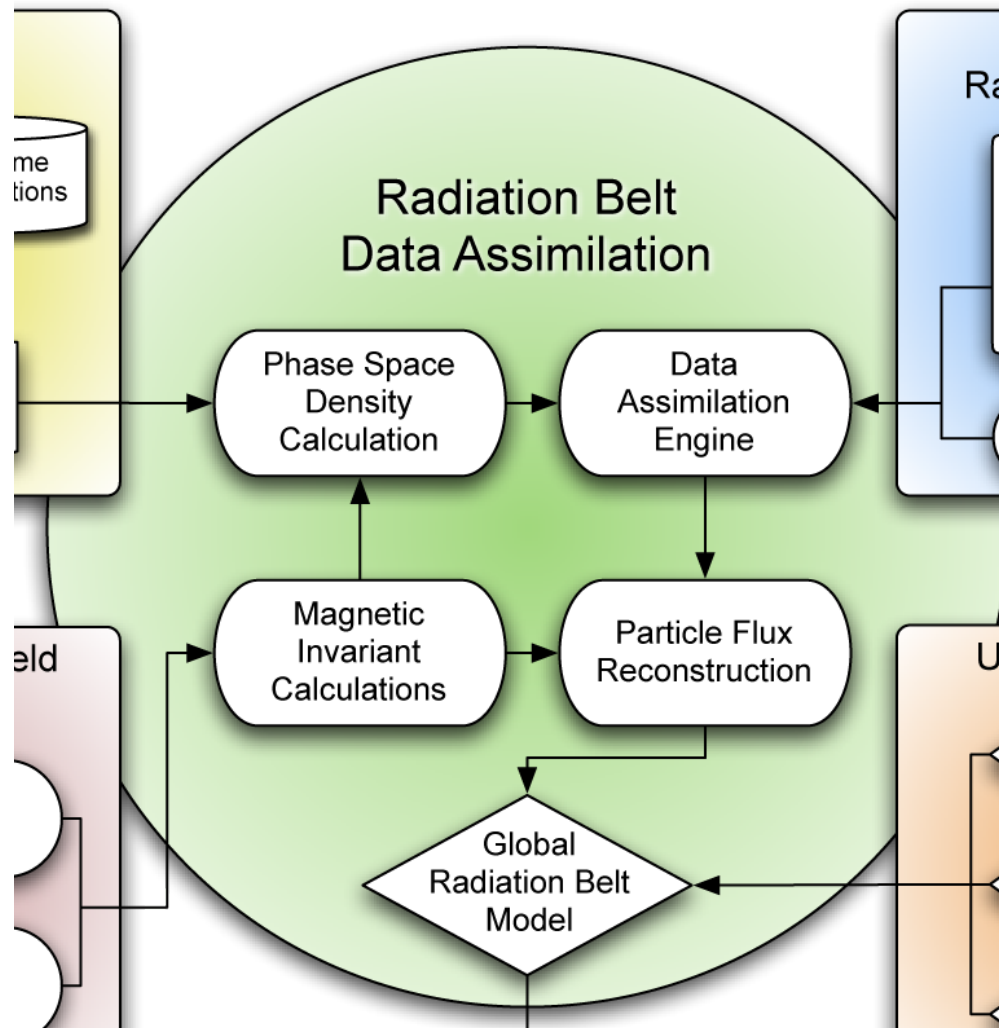 Radiation Belt
Data Assimilation
Phase Space
Density
Calculation
Data
Assimilation
Engine
Magnetic
Invariant
Calculations
Particle Flux
Reconstruction
Global
Radiation Belt
Model